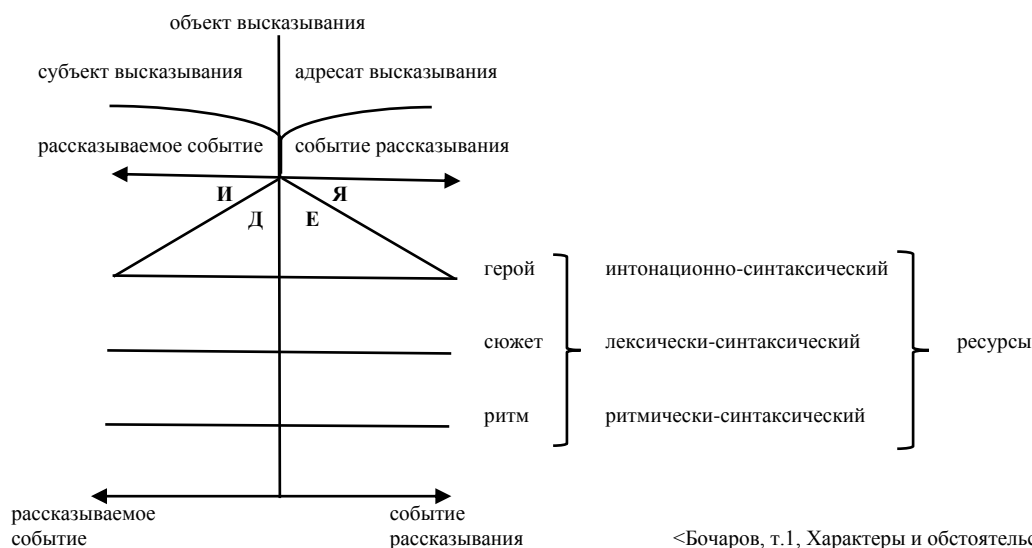 объект высказывания
субъект высказывания адресат высказывания
рассказываемое событие событие рассказывания
И Я
Д Е
герой интонационно-синтаксический
сюжет лексически-синтаксический ресурсы
ритм ритмически-синтаксический
рассказываемое событие
событие рассказывания
<Бочаров, т.1, Характеры и